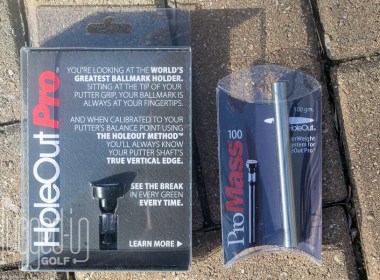 YOU'RE LOOKING AT THE WORLD'S
GREATEST BALLMARK HOLDER.
SITTING AT THE TIP OF YOUR
PUTTER GRIP, YOUR BALLMARK IS
ALWAYS AT YOUR FINGERTIPS.
AND WHEN CALIBRATED TO YOUR
PUTTER'S BALANCE POINT USING
THE HOLEOUT METHOD™
YOU'LL ALWAYS KNOW
YOUR PUTTER SHAFT'S
TRUE VERTICAL EDGE.
SEE THE BREAK
IN EVERY GREEN
EVERY TIME.
LEARN MORE ▶
HoleOut Pro
ProMass 100
HoleOut
GOLF